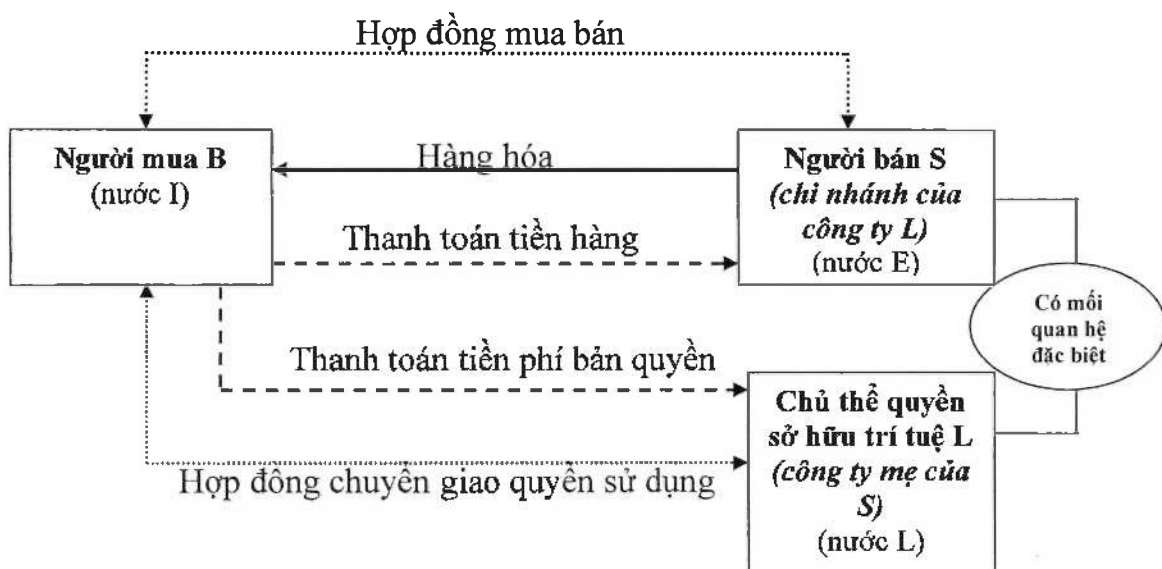 Hợp đồng mua bán
Người mua B
(nước I)
Hàng hóa
Người bán S
(chi nhánh của
công ty L)
(nước E)
Thanh toán tiền hàng
Có mối
quan hệ
đặc biệt
Thanh toán tiền phí bản quyền
Chủ thể quyền
sở hữu trí tuệ L
(công ty mẹ của
S)
(nước L)
Hợp đông chuyển giao quyền sử dụng